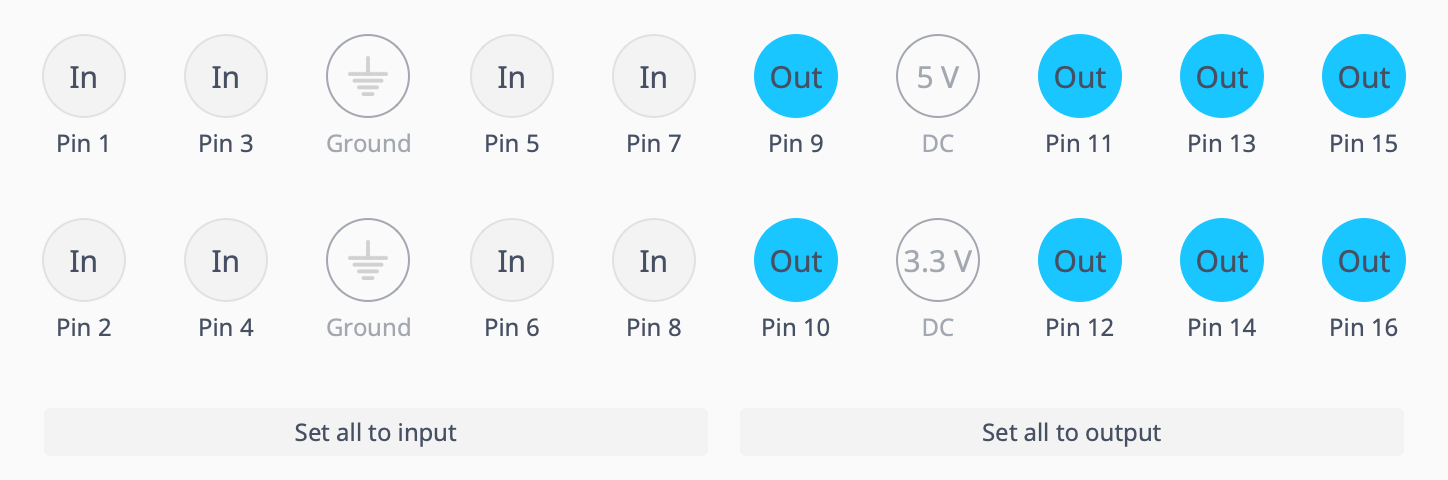 In In In In Out 5 V Out Out Out
Pin 1 Pin 3 Ground Pin 5 Pin 7 Pin 9 DC Pin 11 Pin 13 Pin 15
In In In In Out 3.3 V Out Out Out
Pin 2 Pin 4 Ground Pin 6 Pin 8 Pin 10 DC Pin 12 Pin 14 Pin 16
Set all to input Set all to output